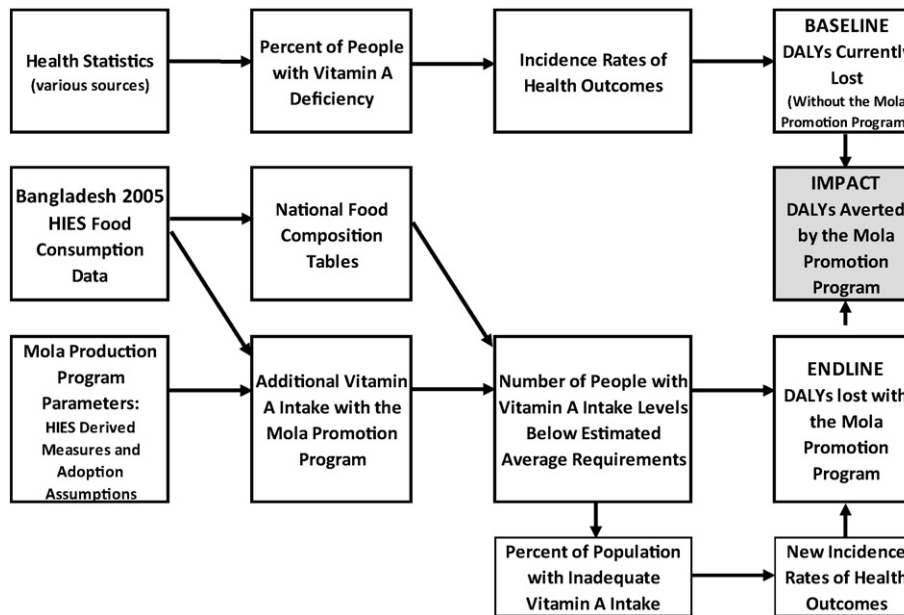 Health Statistics
(various sources)
Percent of People
with Vitamin A
Deficiency
Incidence Rates of
Health Outcomes
BASELINE
DALYs Currently
Lost
(Without the Mola
Promotion Program
Bangladesh 2005
HIES Food
Consumption
Data
National Food
Composition
Tables
IMPACT
DALYs Averted
by the Mola
Promotion
Program
Mola Production
Program
Parameters:
HIES Derived
Measures and
Adoption
Assumptions
Additional Vitamin
A Intake with the
Mola Promotion
Program
Number of People with
Vitamin A Intake Levels
Below Estimated
Average Requirements
ENDLINE
DALYs lost with
the Mola
Promotion
Program
Percent of Population
with Inadequate
Vitamin A Intake
New Incidence
Rates of Health
Outcomes